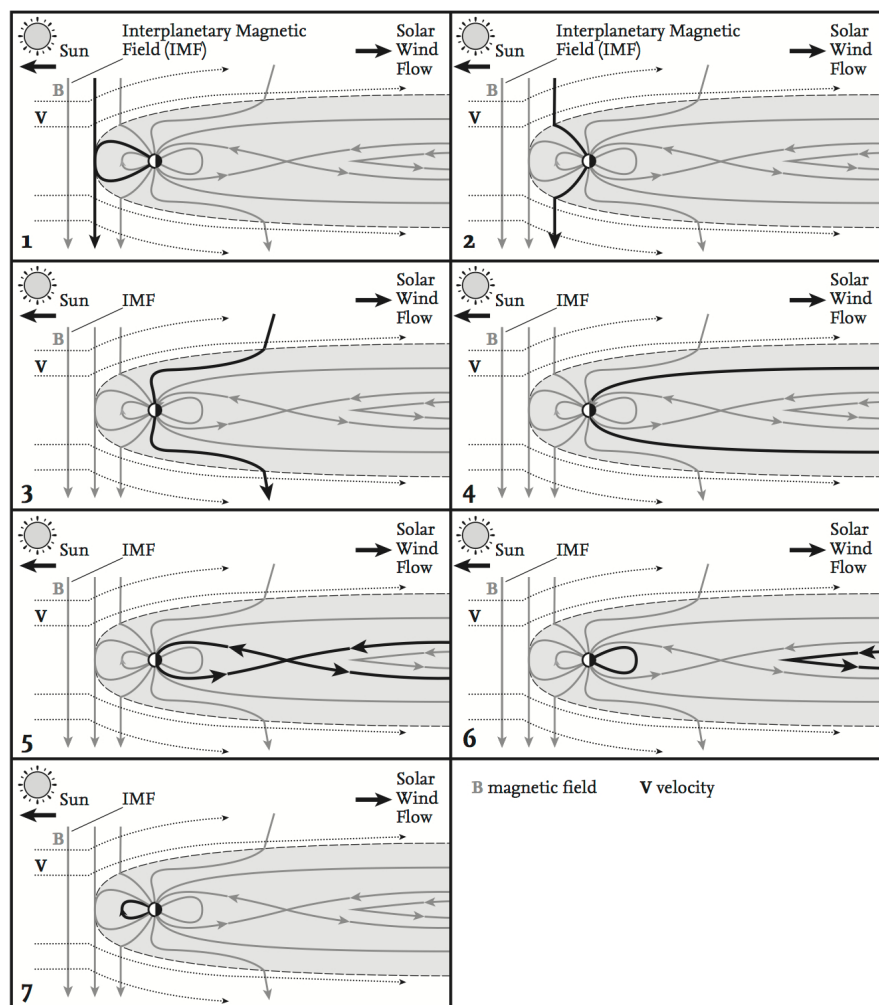 Interplanetary Magnetic
Field (IMF)
Sun
Solar
Wind
Flow
B
V
1
Interplanetary Magnetic
Field (IMF)
Sun
Solar
Wind
Flow
B
V
2
Sun
IMF
Solar
Wind
Flow
B
V
3
Sun
IMF
Solar
Wind
Flow
B
V
4
Sun
IMF
Solar
Wind
Flow
B
V
5
Sun
IMF
Solar
Wind
Flow
B
V
6
Sun
IMF
Solar
Wind
Flow
B
V
7
B magnetic field V velocity